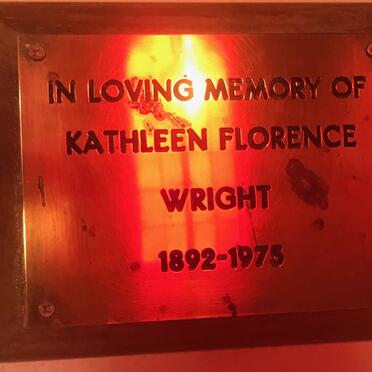 IN LOVING MEMORY OF
KATHLEEN FLORENCE
WRIGHT
1892-1975